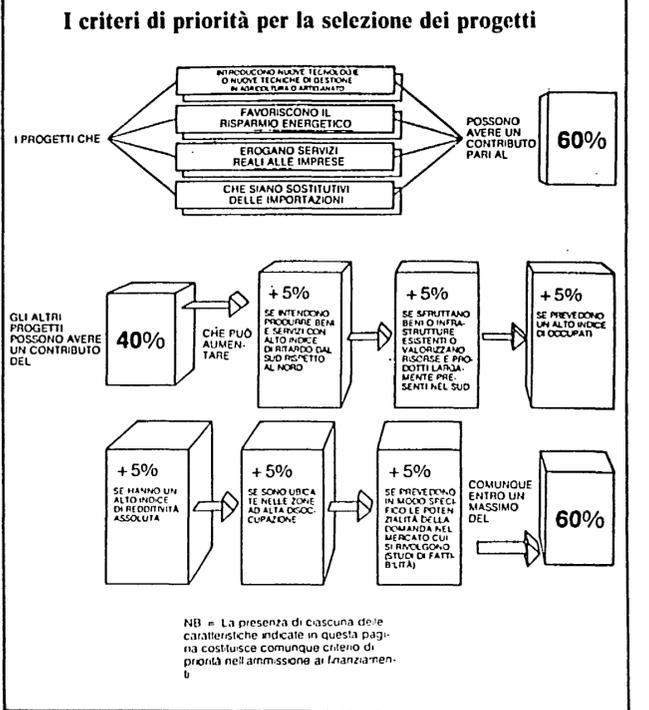 I criteri di priorità per la selezione dei progetti
I PROGETTI CHE
INTRODUCONO NUOVE TECNOLOGIE
O NUOVE TECNICHE DI GESTIONE
IN AGRICOLTURA O ARTIGIANATO
FAVORISCONO IL
RISPARMIO ENERGETICO
EROGANO SERVIZI
REALI ALLE IMPRESE
CHE SIANO SOSTITUTIVI
DELLE IMPORTAZIONI
POSSONO
AVERE UN
CONTRIBUTO
PARI AL
60%
GLI ALTRI
PROGETTI
POSSONO AVERE
UN CONTRIBUTO
DEL
40%
CHE PUÒ
AUMEN-
TARE
+5%
SE INTENDONO
PRODURRE BENI
E SERVIZI CON
ALTO INDICE
DI RITARDO DAL
SUD RISPETTO
AL NORD
+5%
SE SFRUTTANO
BENI O INFRA-
STRUTTURE
ESISTENTI O
VALORIZZANO
RISORSE E PRO-
DOTTI LARGA-
MENTE PRE-
SENTI NEL SUD
+5%
SE PREVEDONO
UN ALTO INDICE
DI OCCUPATI
+5%
SE HANNO UN
ALTO INDICE
DI REDDITIVITÀ
ASSOLUTA
+5%
SE SONO UBICA
TE NELLE ZONE
AD ALTA DISOC-
CUPAZIONE
+5%
SE PREVEDONO
IN MODO SPECI-
FICO LE POTEN
ZIALITÀ DELLA
DOMANDA NEL
MERCATO CUI
SI RIVOLGONO
(STUDI DI FATTI-
BILITÀ)
COMUNQUE
ENTRO UN
MASSIMO
DEL
60%
NB = La presenza di ciascuna delle
caratteristiche indicate in questa pagi-
na costituisce comunque criterio di
priorità nell'ammissione ai finanziamen-
ti